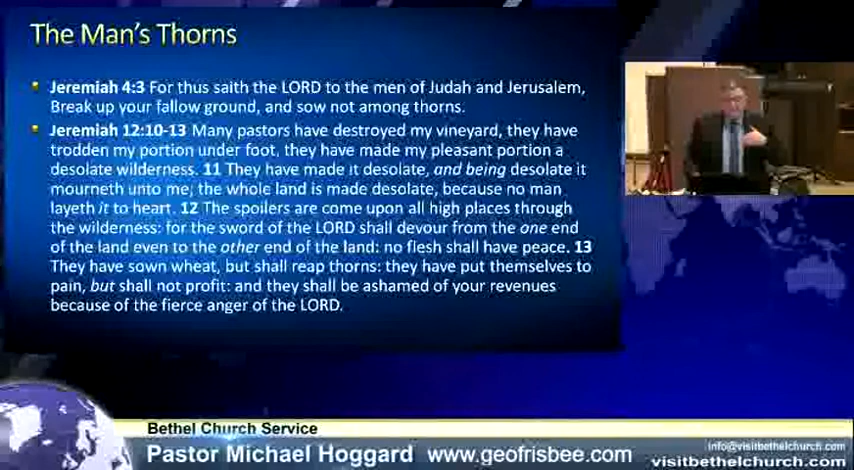 The Man's Thorns
Jeremiah 4:3 For thus saith the LORD to the men of Judah and Jerusalem,
Break up your fallow ground, and sow not among thorns.
Jeremiah 12:10-13 Many pastors have destroyed my vineyard, they have
trodden my portion under foot, they have made my pleasant portion a
desolate wilderness. 11 They have made it desolate, and being desolate it
mourneth unto me; the whole land is made desolate, because no man
layeth it to heart. 12 The spoilers are come upon all high places through
the wilderness: for the sword of the LORD shall devour from the one end
of the land even to the other end of the land: no flesh shall have peace. 13
They have sown wheat, but shall reap thorns: they have put themselves to
pain, but shall not profit: and they shall be ashamed of your revenues
because of the fierce anger of the LORD.
Bethel Church Service
Pastor Michael Hoggard www.geofrisbee.com
info@visitbethelchurch.com
visitbethelchurch.com